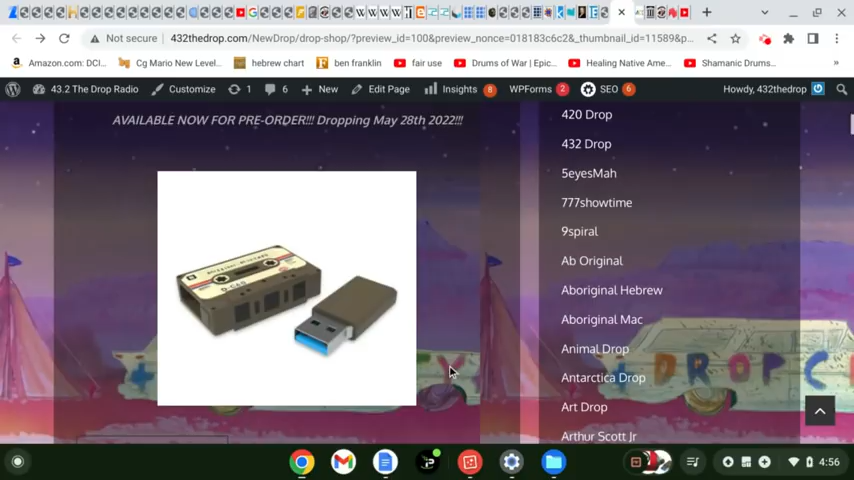 Not secure
432thedrop.com/NewDrop/drop-shop/?preview_id=100&preview_nonce=018183c6c2&_thumbnail_id=11589&p...
Amazon.com: DCI...
Cg Mario New Level...
hebrew chart
ben franklin
fair use
Drums of War | Epic...
Healing Native Ame...
Shamanic Drums...
»
43.2 The Drop Radio
Customize
1
6
New
Edit Page
Insights 8
WPForms 2
SEO 6
Howdy, 432thedrop
AVAILABLE NOW FOR PRE-ORDER!!! Dropping May 28th 2022!!!
420 Drop
432 Drop
5eyesMah
777showtime
9spiral
Ab Original
Aboriginal Hebrew
Aboriginal Mac
Animal Drop
Antarctica Drop
Art Drop
Arthur Scott Jr
D-C60
DROPC
4:56